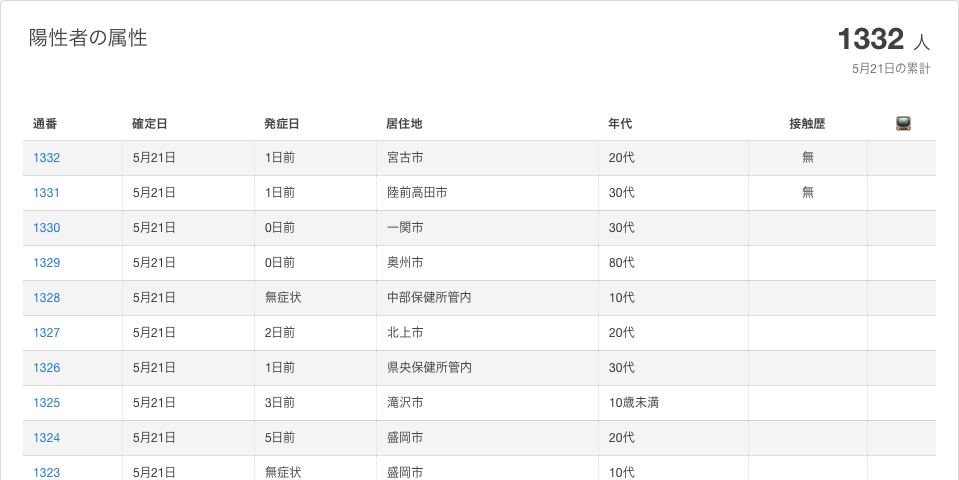 陽性者の属性
1332 人
5月21日の累計
通番 確定日 発症日 居住地 年代 接触歴
1332 5月21日 1日前 宮古市 20代 無
1331 5月21日 1日前 陸前高田市 30代 無
1330 5月21日 0日前 一関市 30代
1329 5月21日 0日前 奥州市 80代
1328 5月21日 無症状 中部保健所管内 10代
1327 5月21日 2日前 北上市 20代
1326 5月21日 1日前 県央保健所管内 30代
1325 5月21日 3日前 滝沢市 10歳未満
1324 5月21日 5日前 盛岡市 20代
1323 5月21日 無症状 盛岡市 10代